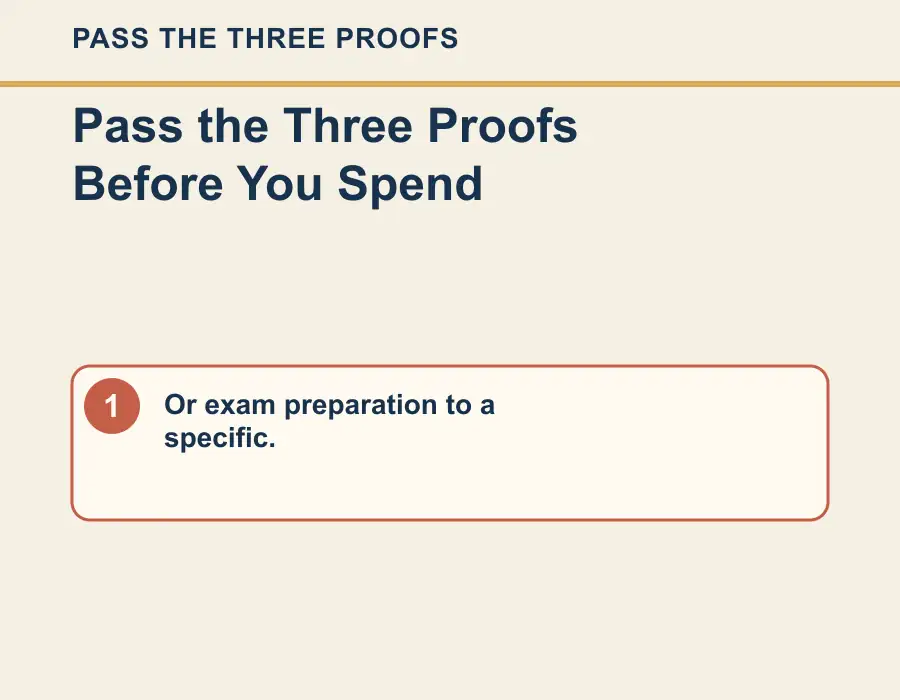 PASS THE THREE PROOFS
Pass the Three Proofs
Before You Spend
1
Or exam preparation to a
specific.